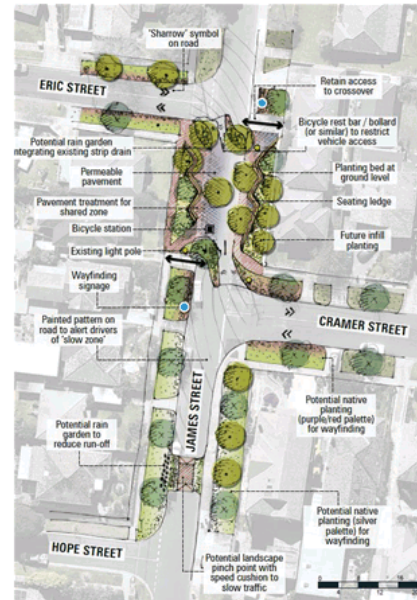 'Sharrow' symbol
on road
ERIC STREET
Retain access
to crossover
Bicycle rest bar / bollard
(or similar) to restrict
vehicle access
Potential rain garden
integrating existing strip drain
Permeable
pavement
Planting bed at
ground level
Pavement treatment for
shared zone
Seating ledge
Bicycle station
Future infill
planting
Existing light pole
Wayfinding
signage
CRAMER STREET
Painted pattern on
road to alert drivers
of 'slow zone'
JAMES STREET
Potential native
planting
(purple/red palette)
for wayfinding
Potential rain
garden to
reduce run-off
Potential native
planting (silver
palette) for
wayfinding
HOPE STREET
Potential landscape
pinch point with
speed cushion to
slow traffic